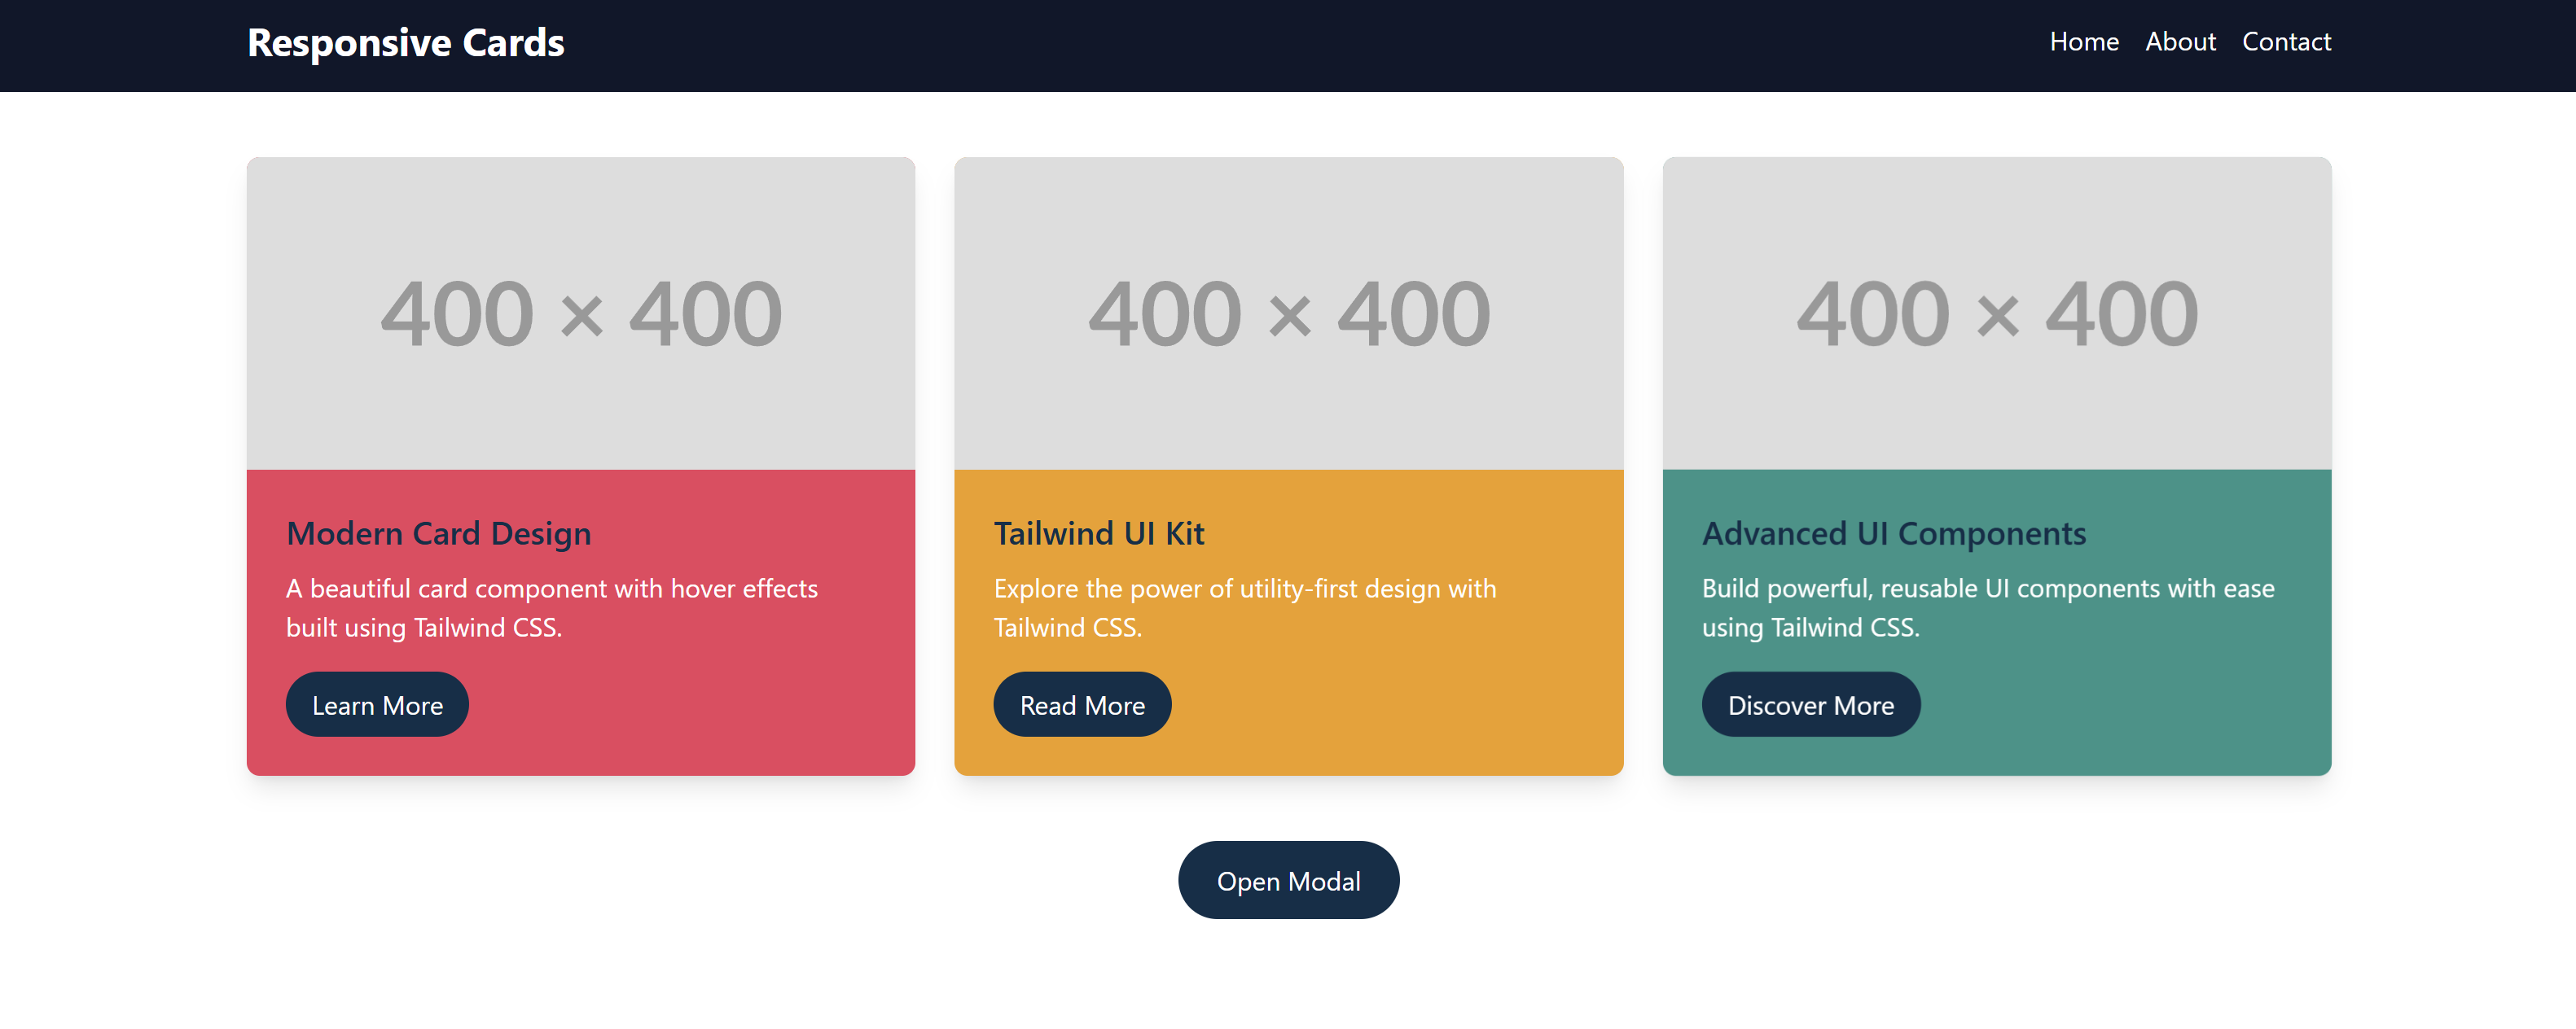 Responsive Cards
Home About Contact
400 × 400
400 × 400
400 × 400
Modern Card Design
A beautiful card component with hover effects
built using Tailwind CSS.
Learn More
Tailwind UI Kit
Explore the power of utility-first design with
Tailwind CSS.
Read More
Advanced UI Components
Build powerful, reusable UI components with ease
using Tailwind CSS.
Discover More
Open Modal